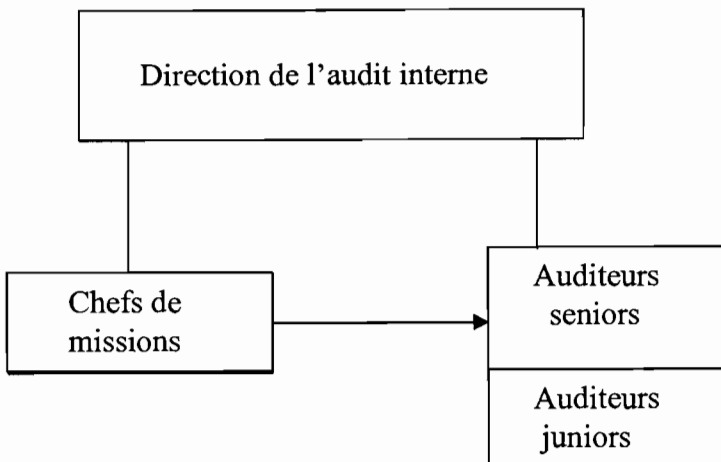 Direction de l'audit interne
Chefs de
missions
Auditeurs
seniors
Auditeurs
juniors